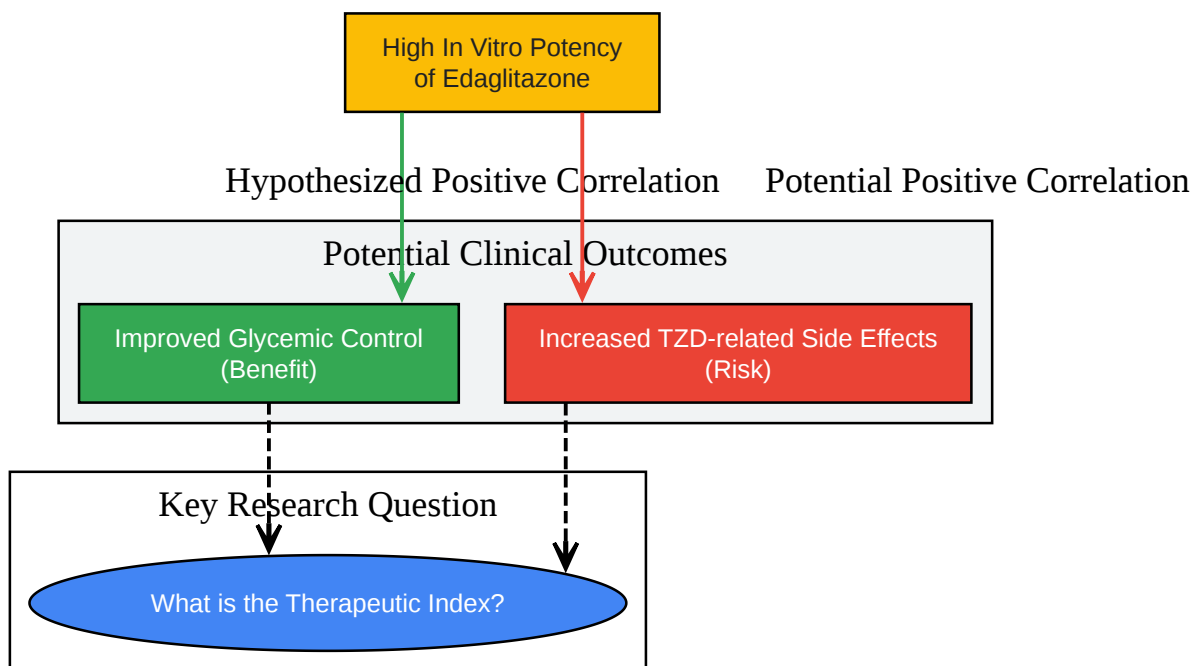 High In Vitro Potency
of Edaglitazone
Hypothesized Positive Correlation
Potential Positive Correlation
Potential Clinical Outcomes
Improved Glycemic Control
(Benefit)
Increased TZD-related Side Effects
(Risk)
Key Research Question
What is the Therapeutic Index?